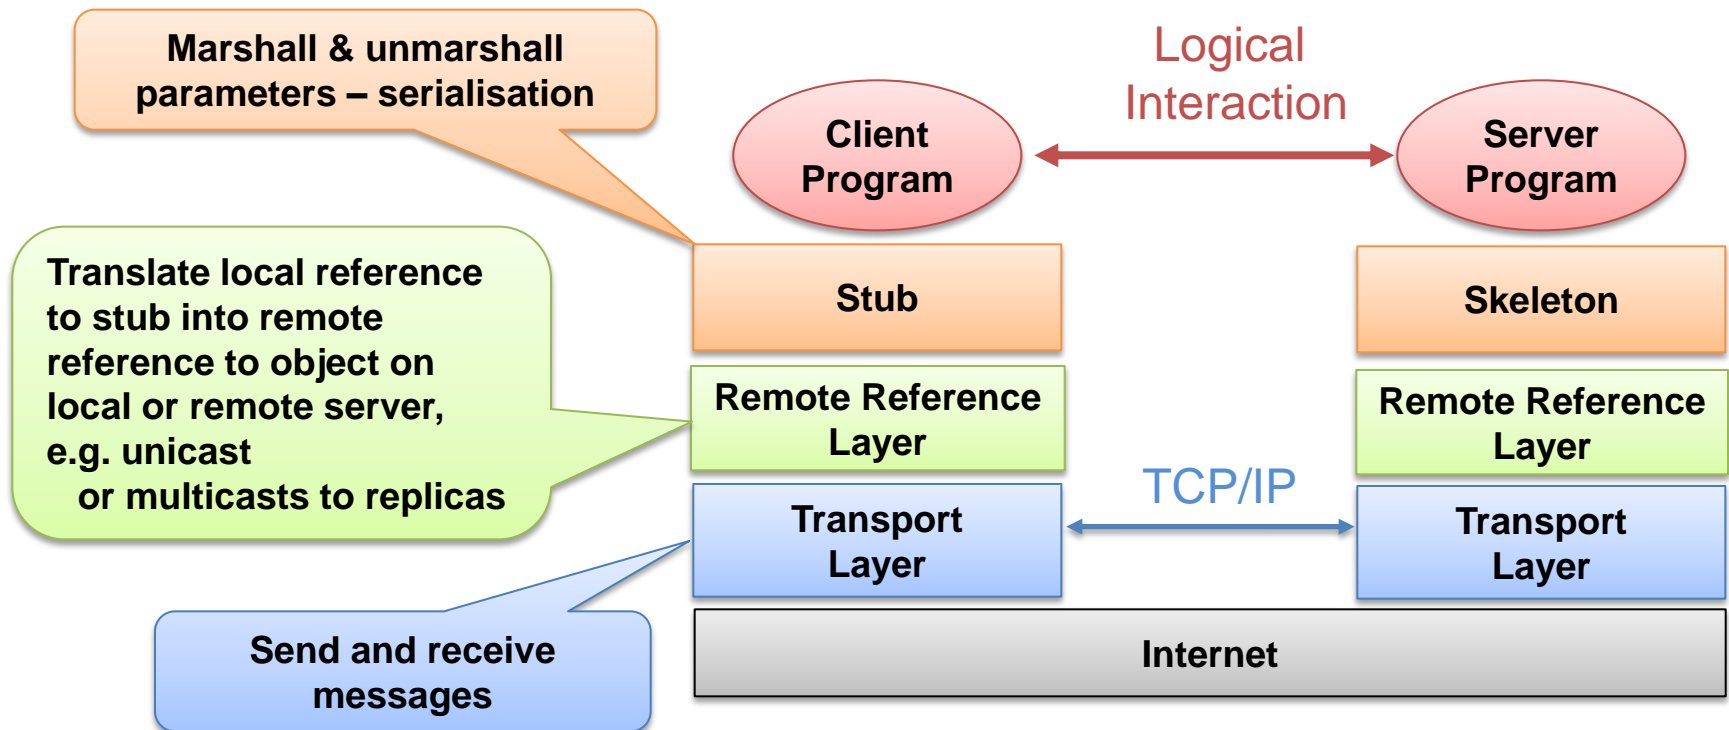 Marshall & unmarshall
parameters – serialisation
Logical
Interaction
Client
Program
Server
Program
Translate local reference
to stub into remote
reference to object on
local or remote server,
e.g. unicast
or multicasts to replicas
Stub
Skeleton
Remote Reference
Layer
Remote Reference
Layer
TCP/IP
Transport
Layer
Transport
Layer
Send and receive
messages
Internet